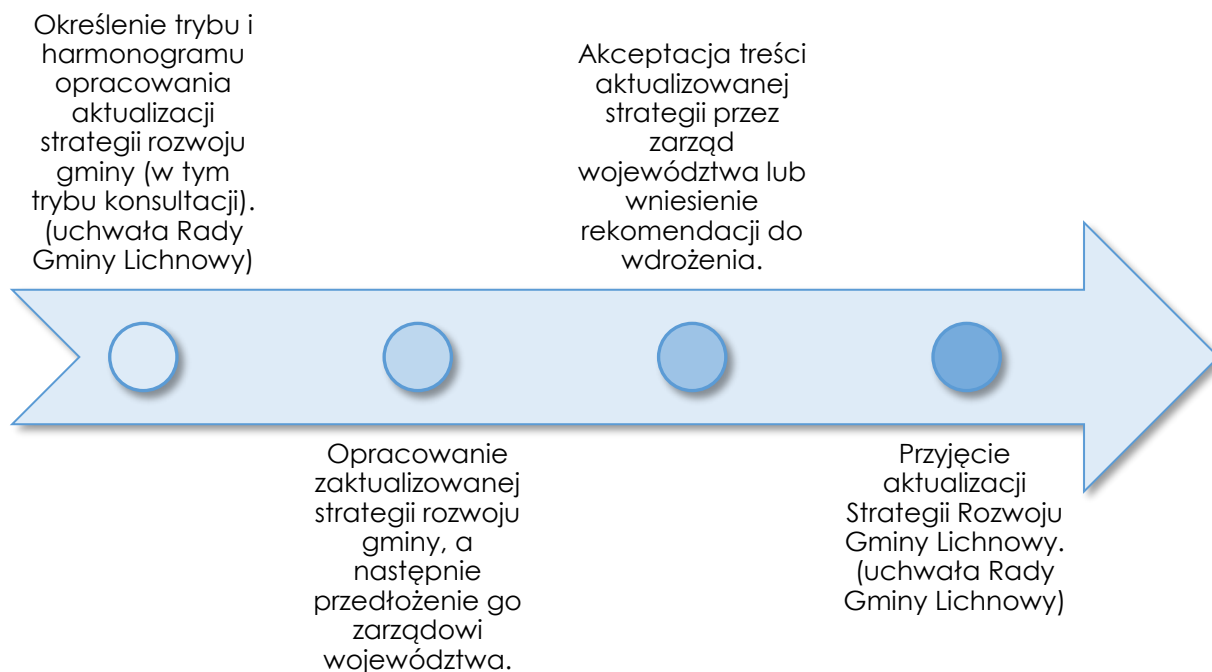 Określenie trybu i
harmonogramu
opracowania
aktualizacji
strategii rozwoju
gminy (w tym
trybu konsultacji).
(uchwała Rady
Gminy Lichnowy)
Opracowanie
zaktualizowanej
strategii rozwoju
gminy, a
następnie
przedłożenie go
zarządowi
województwa.
Akceptacja treści
aktualizowanej
strategii przez
zarząd
województwa lub
wniesienie
rekomendacji do
wdrożenia.
Przyjęcie
aktualizacji
Strategii Rozwoju
Gminy Lichnowy.
(uchwała Rady
Gminy Lichnowy)